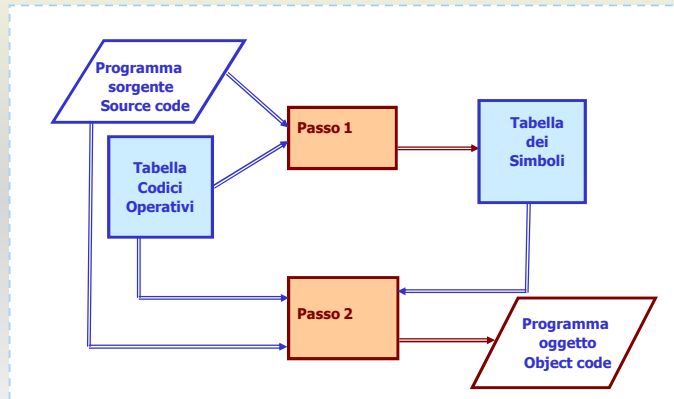 Programma
sorgente
Source code
Passo 1
Tabella
dei
Simboli
Tabella
Codici
Operativi
Passo 2
Programma
oggetto
Object code